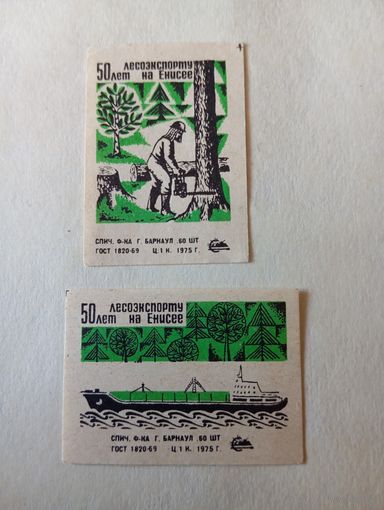 50 ЛЕСОЭКСПОРТУ
ЛЕТ НА ЕНИСЕЕ
СПИЧ. Ф-КА Г. БАРНАУЛ .60 ШТ
ГОСТ 1820-69 Ц.1 К. 1975 Г.
50 ЛЕСОЭКСПОРТУ
ЛЕТ НА ЕНИСЕЕ
СПИЧ. Ф-КА Г. БАРНАУЛ .60 ШТ
ГОСТ 1820-69 Ц 1 К. 1975 Г.